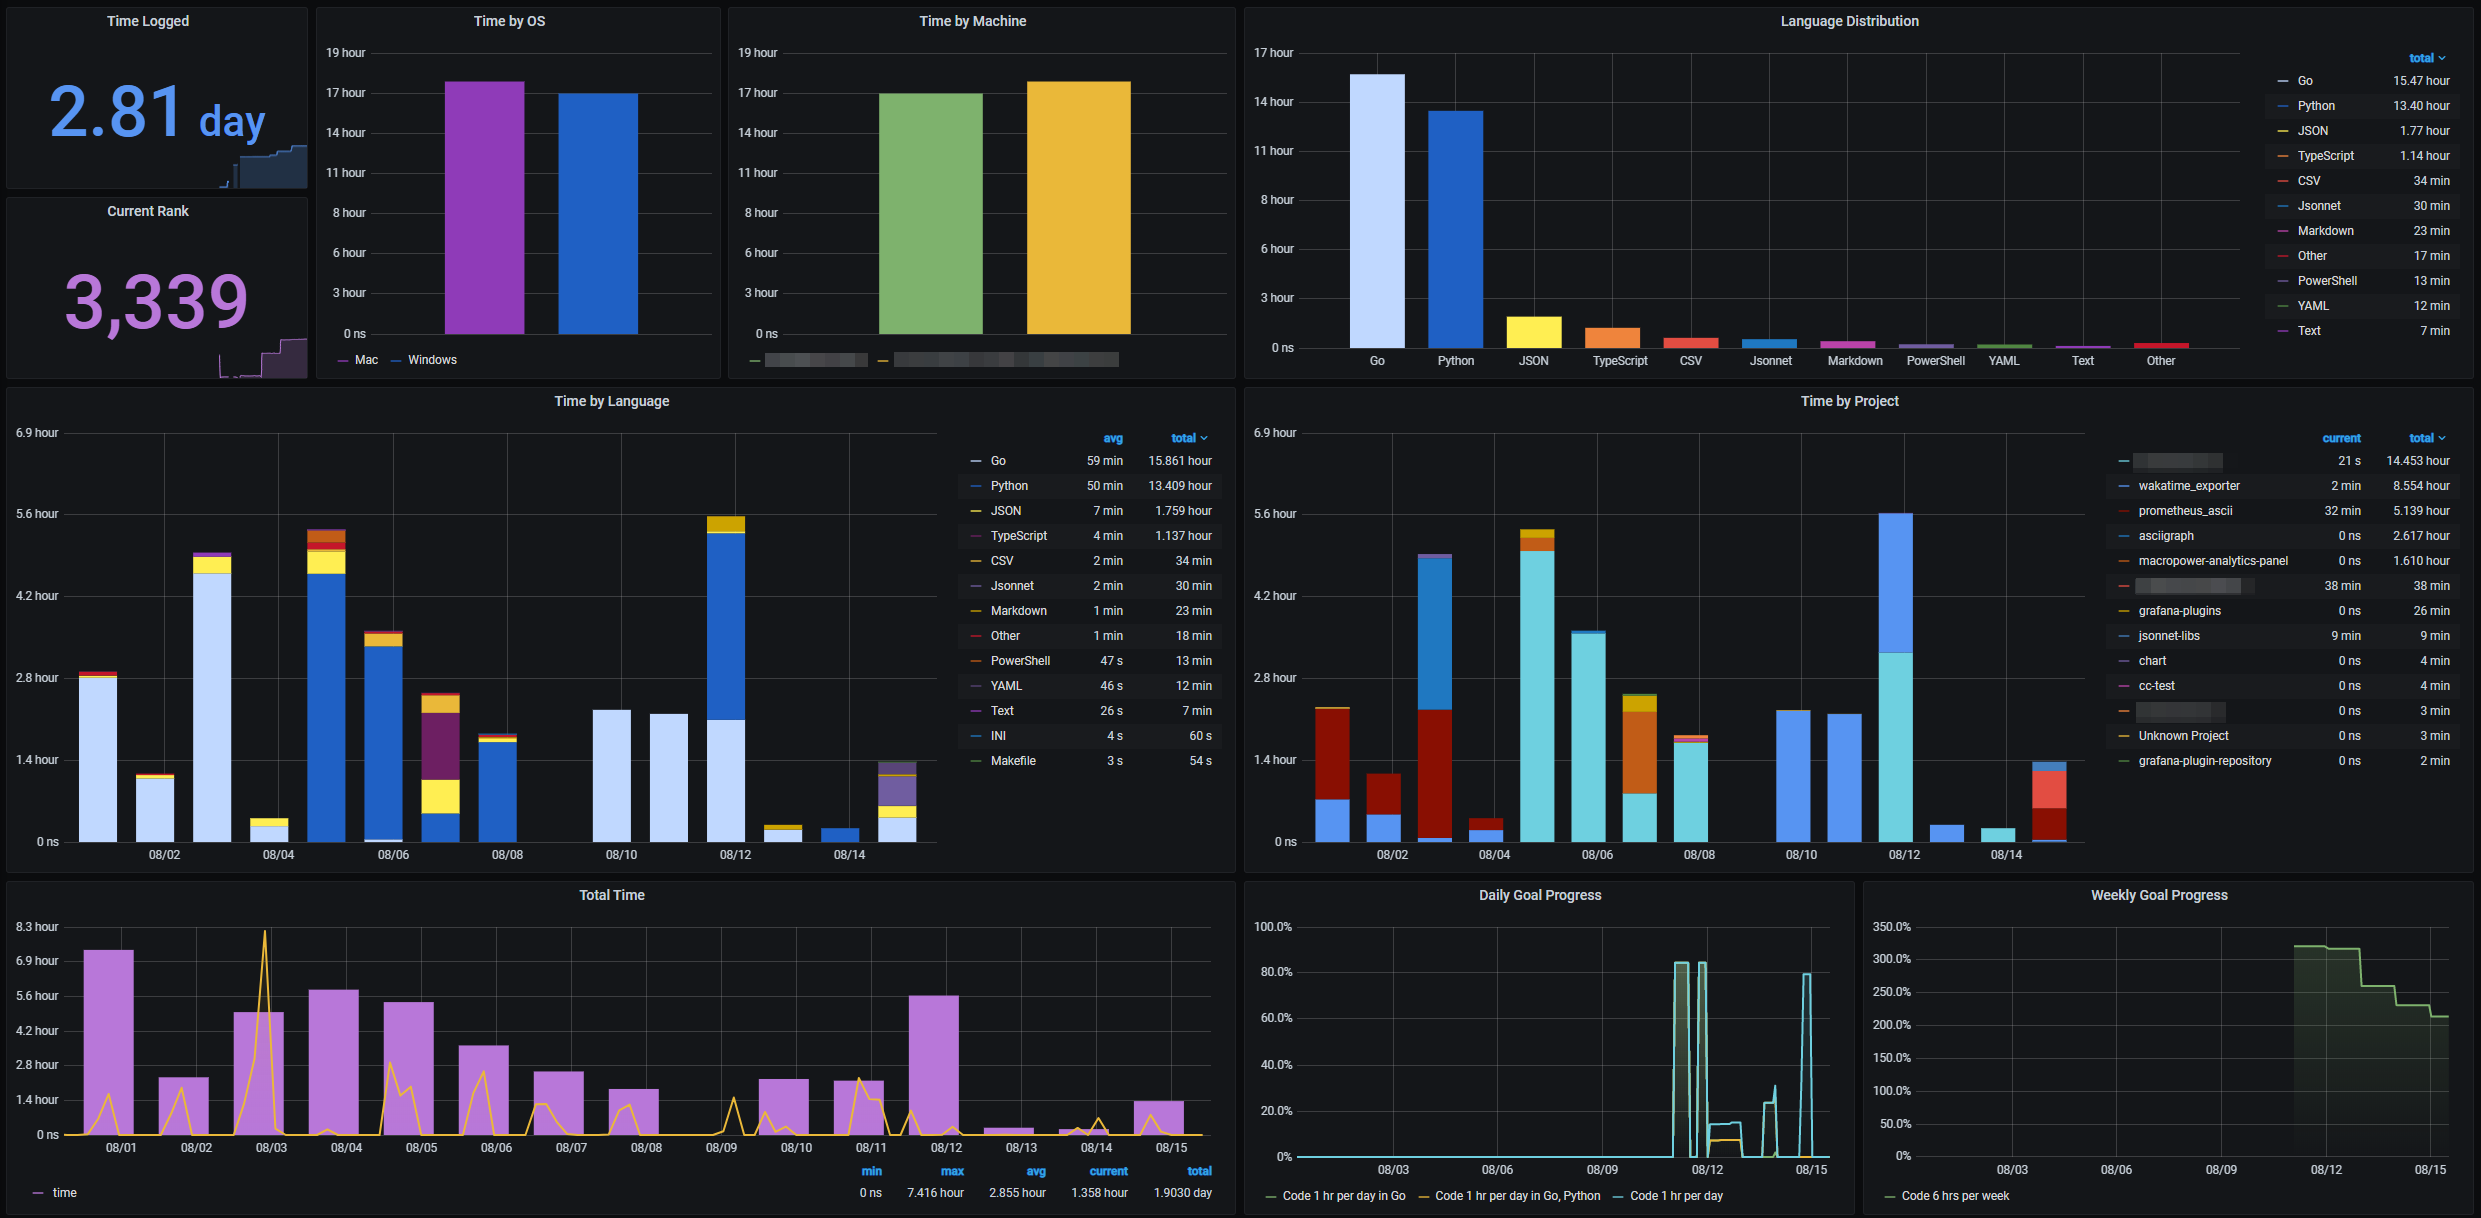 Time Logged
2.81 day
Current Rank
3,339
Time by OS
19 hour
17 hour
14 hour
11 hour
8 hour
6 hour
3 hour
0 ns
Mac Windows
Time by Machine
19 hour
17 hour
14 hour
11 hour
8 hour
6 hour
3 hour
0 ns
Language Distribution
17 hour
14 hour
11 hour
8 hour
6 hour
3 hour
0 ns
Go Python JSON TypeScript CSV Jsonnet Markdown PowerShell YAML Text Other
total
Go 15.47 hour
Python 13.40 hour
JSON 1.77 hour
TypeScript 1.14 hour
CSV 34 min
Jsonnet 30 min
Markdown 23 min
Other 17 min
PowerShell 13 min
YAML 12 min
Text 7 min
Time by Language
6.9 hour
5.6 hour
4.2 hour
2.8 hour
1.4 hour
0 ns
08/02 08/04 08/06 08/08 08/10 08/12 08/14
avg total
Go 59 min 15.861 hour
Python 50 min 13.409 hour
JSON 7 min 1.759 hour
TypeScript 4 min 1.137 hour
CSV 2 min 34 min
Jsonnet 2 min 30 min
Markdown 1 min 23 min
Other 1 min 18 min
PowerShell 47 s 13 min
YAML 46 s 12 min
Text 26 s 7 min
INI 4 s 60 s
Makefile 3 s 54 s
Time by Project
6.9 hour
5.6 hour
4.2 hour
2.8 hour
1.4 hour
0 ns
08/02 08/04 08/06 08/08 08/10 08/12 08/14
current total
21 s 14.453 hour
wakatime_exporter 2 min 8.554 hour
prometheus_ascii 32 min 5.139 hour
asciigraph 0 ns 2.617 hour
macropower-analytics-panel 0 ns 1.610 hour
38 min 38 min
grafana-plugins 0 ns 26 min
jsonnet-libs 9 min 9 min
chart 0 ns 4 min
cc-test 0 ns 4 min
0 ns 3 min
Unknown Project 0 ns 3 min
grafana-plugin-repository 0 ns 2 min
Total Time
8.3 hour
6.9 hour
5.6 hour
4.2 hour
2.8 hour
1.4 hour
0 ns
08/01 08/02 08/03 08/04 08/05 08/06 08/07 08/08 08/09 08/10 08/11 08/12 08/13 08/14 08/15
min max avg current total
time 0 ns 7.416 hour 2.855 hour 1.358 hour 1.9030 day
Daily Goal Progress
100.0%
80.0%
60.0%
40.0%
20.0%
0%
08/03 08/06 08/09 08/12 08/15
Code 1 hr per day in Go Code 1 hr per day in Go, Python Code 1 hr per day
Weekly Goal Progress
350.0%
300.0%
250.0%
200.0%
150.0%
100.0%
50.0%
0%
08/03 08/06 08/09 08/12 08/15
Code 6 hrs per week